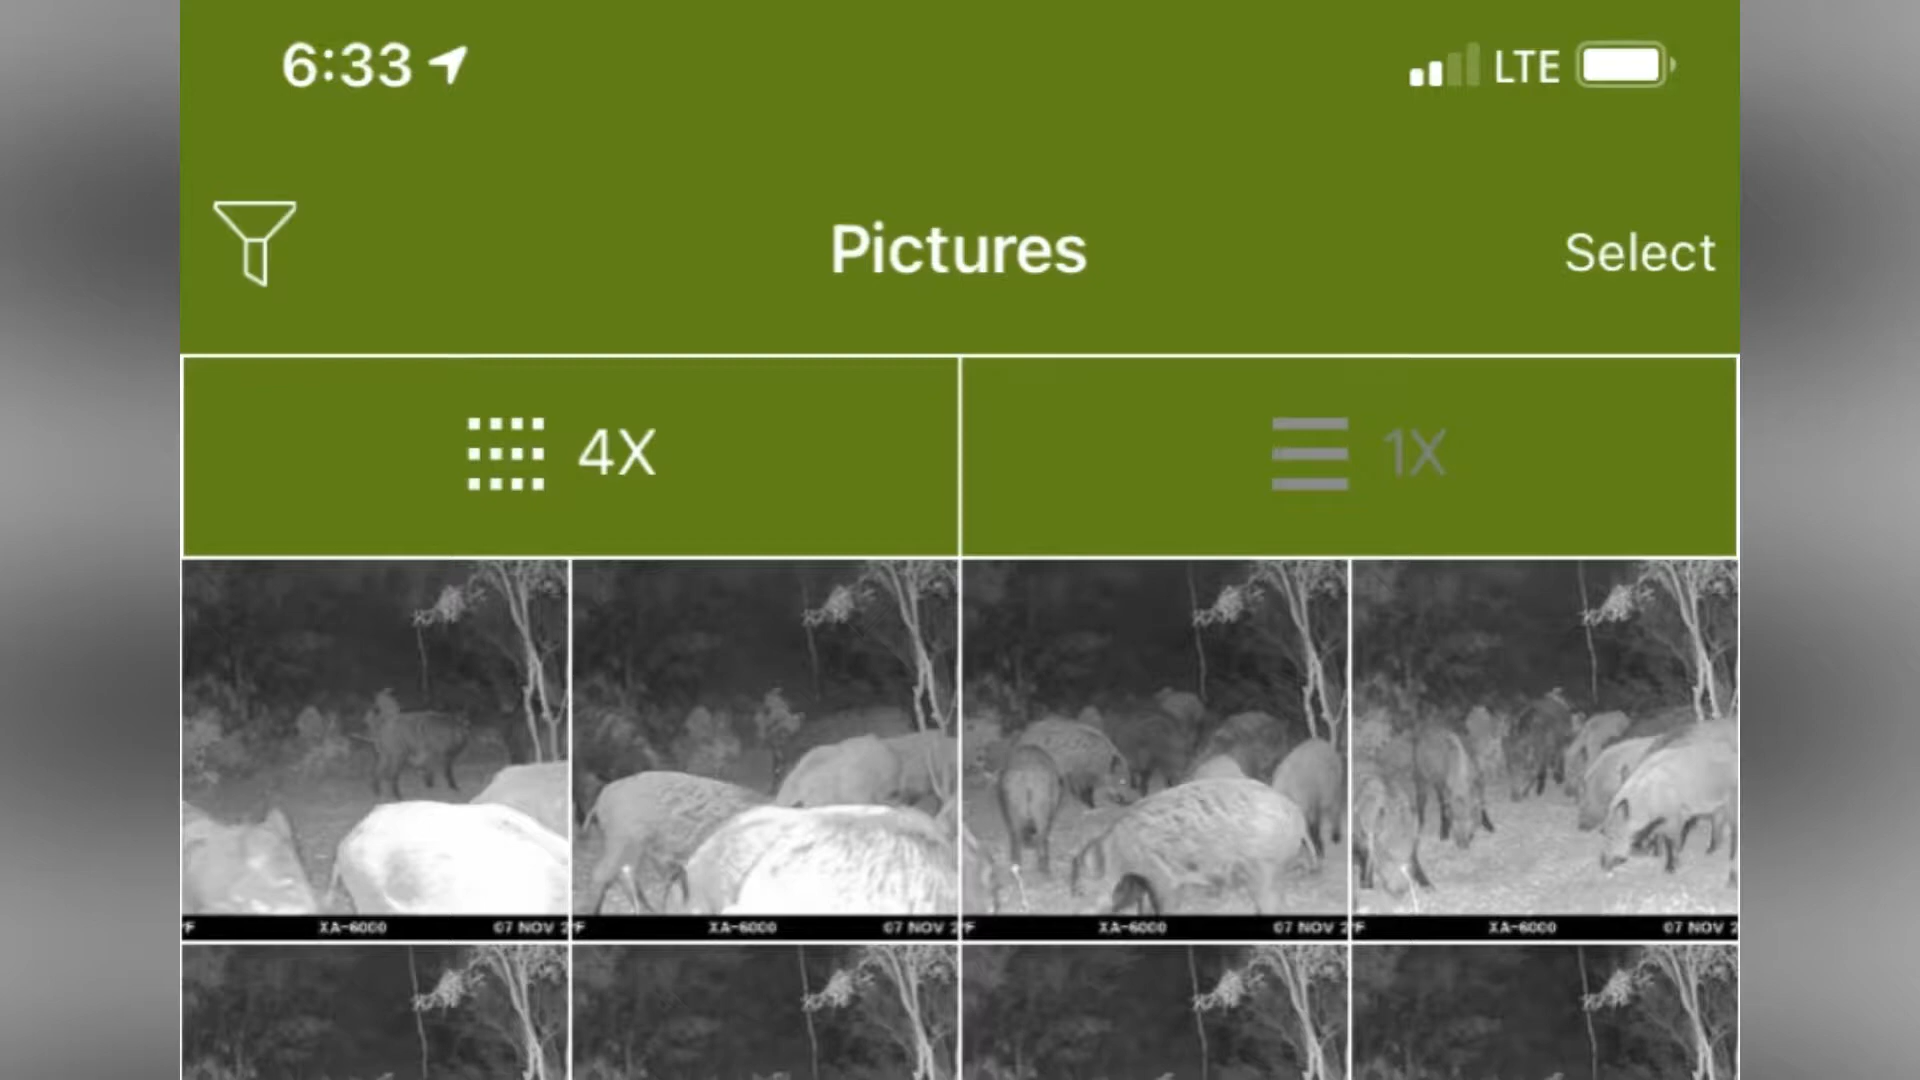 6:33
LTE
Pictures
Select
4X
1X
°F XA-6000 07 NOV
°F XA-6000 07 NOV
°F XA-6000 07 NOV
°F XA-6000 07 NOV